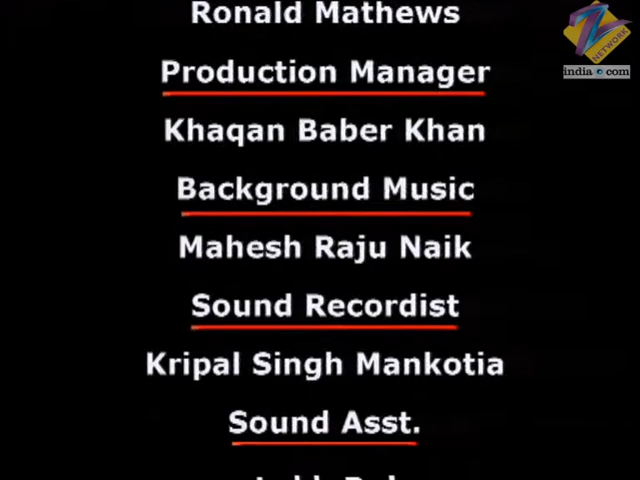 Ronald Mathews
Z
NETWORK
india.com
Production Manager
Khaqan Baber Khan
Background Music
Mahesh Raju Naik
Sound Recordist
Kripal Singh Mankotia
Sound Asst.